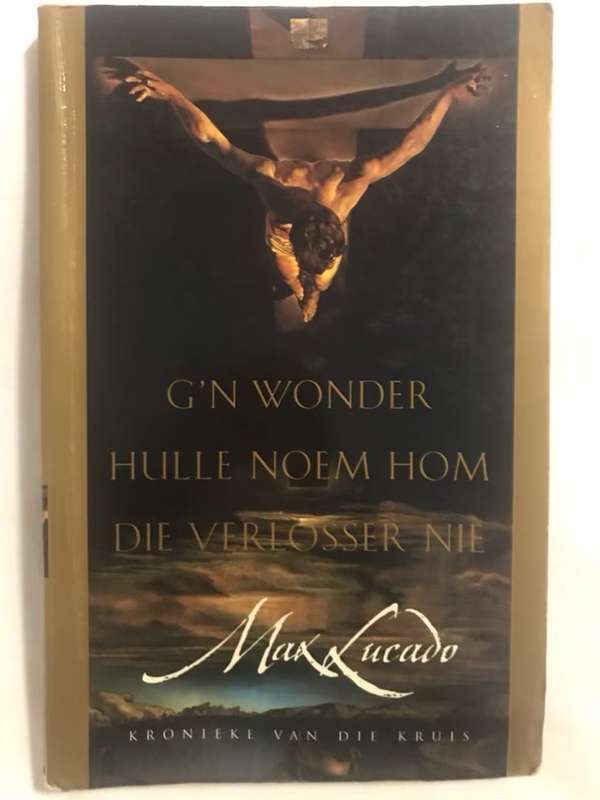 G'N WONDER
HULLE NOEM HOM
DIE VERLOSSER NIE
Max Lucado
KRONIEKE VAN DIE KRUIS